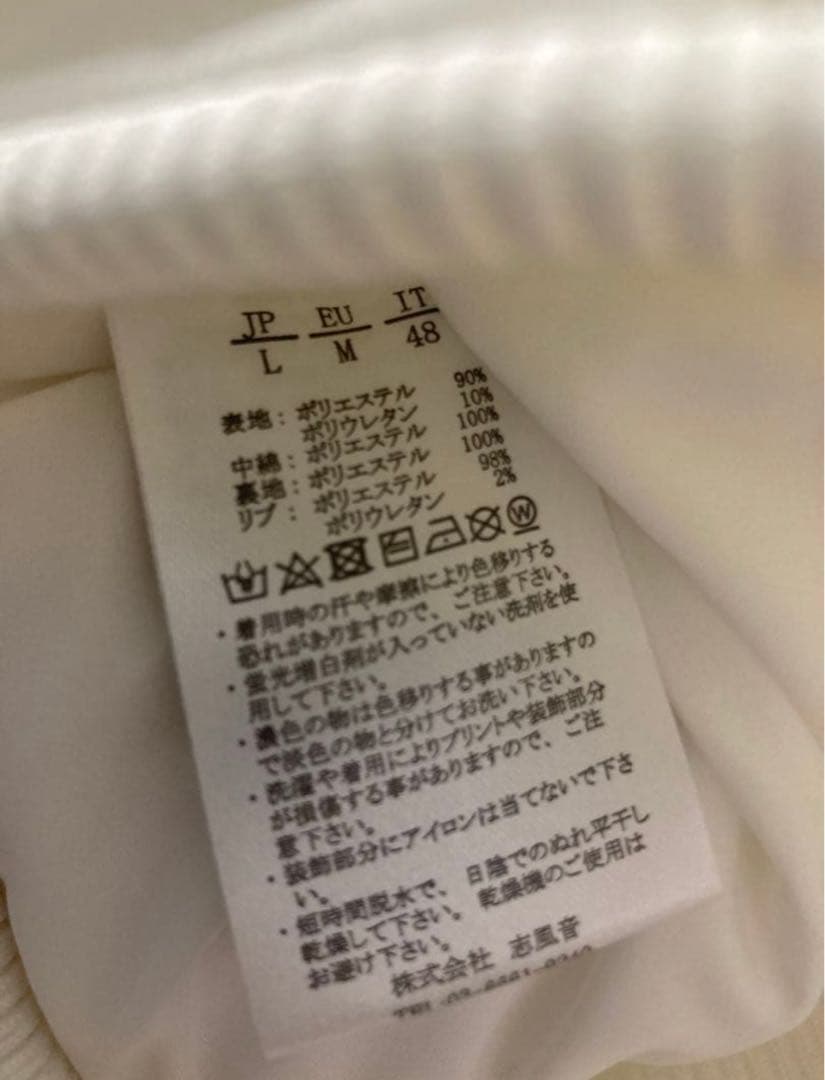 JP EU IT
L M 48
表地: ポリエステル 90%
ポリウレタン 10%
中綿: ポリエステル 100%
裏地: ポリエステル 100%
リブ: ポリエステル 98%
ポリウレタン 2%
W
・着用時の汗や摩擦により色移りする
恐れがありますので、ご注意下さい。
・蛍光増白剤が入っていない洗剤を使
用して下さい。
・濃色の物は色移りする事がありますの
で淡色の物と分けてお洗い下さい。
・洗濯や着用によりプリントや装飾部分
が損傷する事がありますので、ご注
意下さい。
・装飾部分にアイロンは当てないで下さ
い。
・短時間脱水で、日陰でのぬれ平干し
乾燥して下さい。乾燥機のご使用は
お避け下さい。
株式会社 志風音